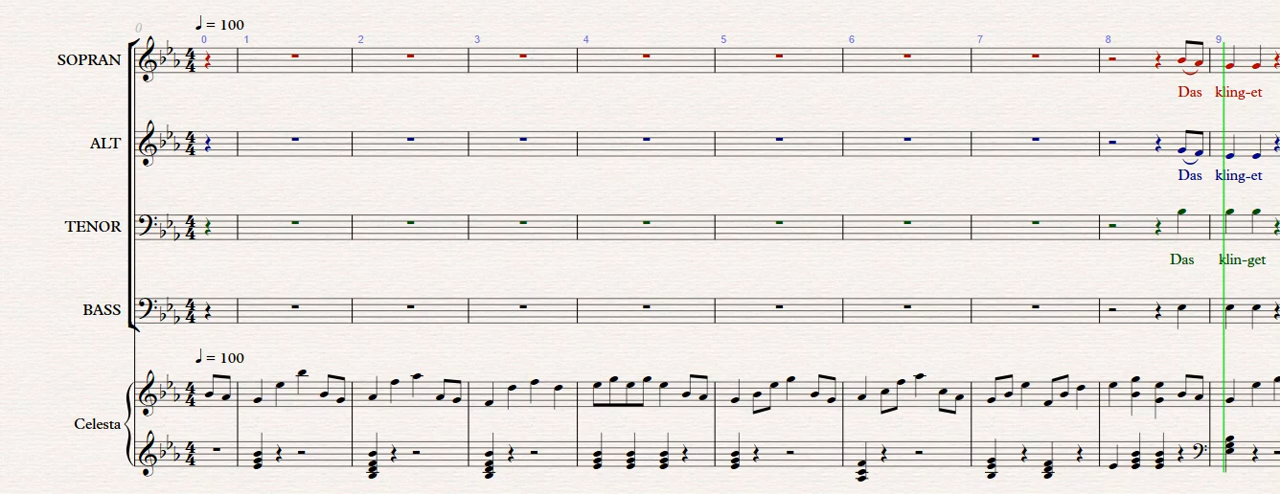 0
♩ = 100
0 1 2 3 4 5 6 7 8 9
SOPRAN
Das kling-et
ALT
Das kling-et
TENOR
Das klin-get
BASS
♩ = 100
Celesta